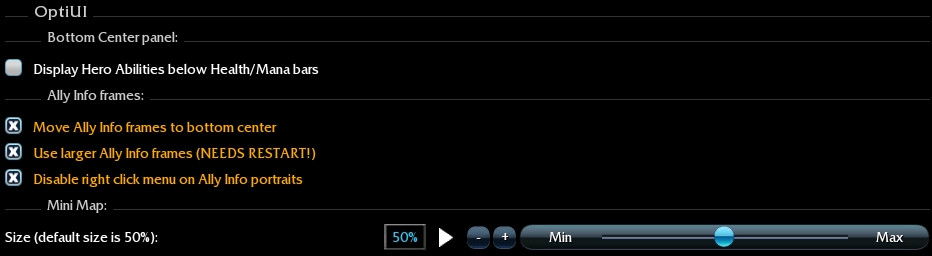 OptiUI
Bottom Center panel:
Display Hero Abilities below Health/Mana bars
Ally Info frames:
Move Ally Info frames to bottom center
Use larger Ally Info frames (NEEDS RESTART!)
Disable right click menu on Ally Info portraits
Mini Map:
Size (default size is 50%): 50% - + Min Max